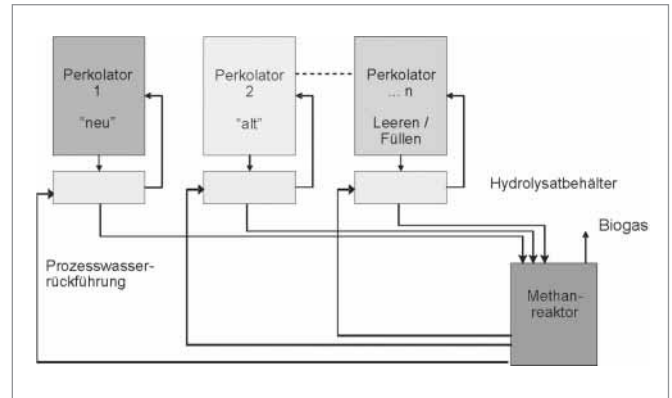 Perkolator
1
"neu"
Perkolator
2
"alt"
Perkolator
... n
Leeren /
Füllen
Hydrolysatbehälter
Biogas
Prozesswasser-
rückführung
Methan-
reaktor